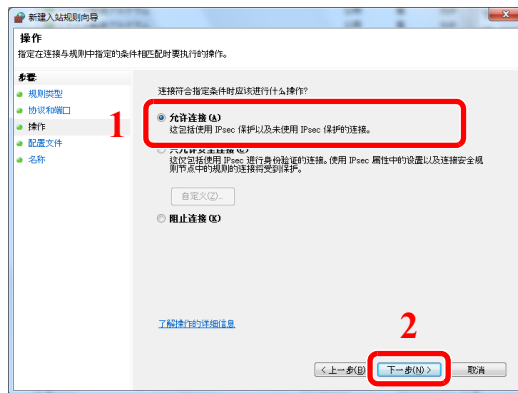 新建入站规则向导
操作
指定在连接与规则中指定的条件相匹配时要执行的操作。
步骤:
规则类型
协议和端口
操作
配置文件
名称
连接符合指定条件时应该进行什么操作?
1
允许连接(A)
这包括使用 IPsec 保护以及未使用 IPsec 保护的连接。
只允许安全连接(C)
这仅包括使用 IPsec 进行身份验证的连接。使用 IPsec 属性中的设置以及连接安全规
则节点中的规则的连接将受到保护。
自定义(Z)...
阻止连接(K)
了解操作的详细信息
2
<上一步(B)
下一步(N)>
取消